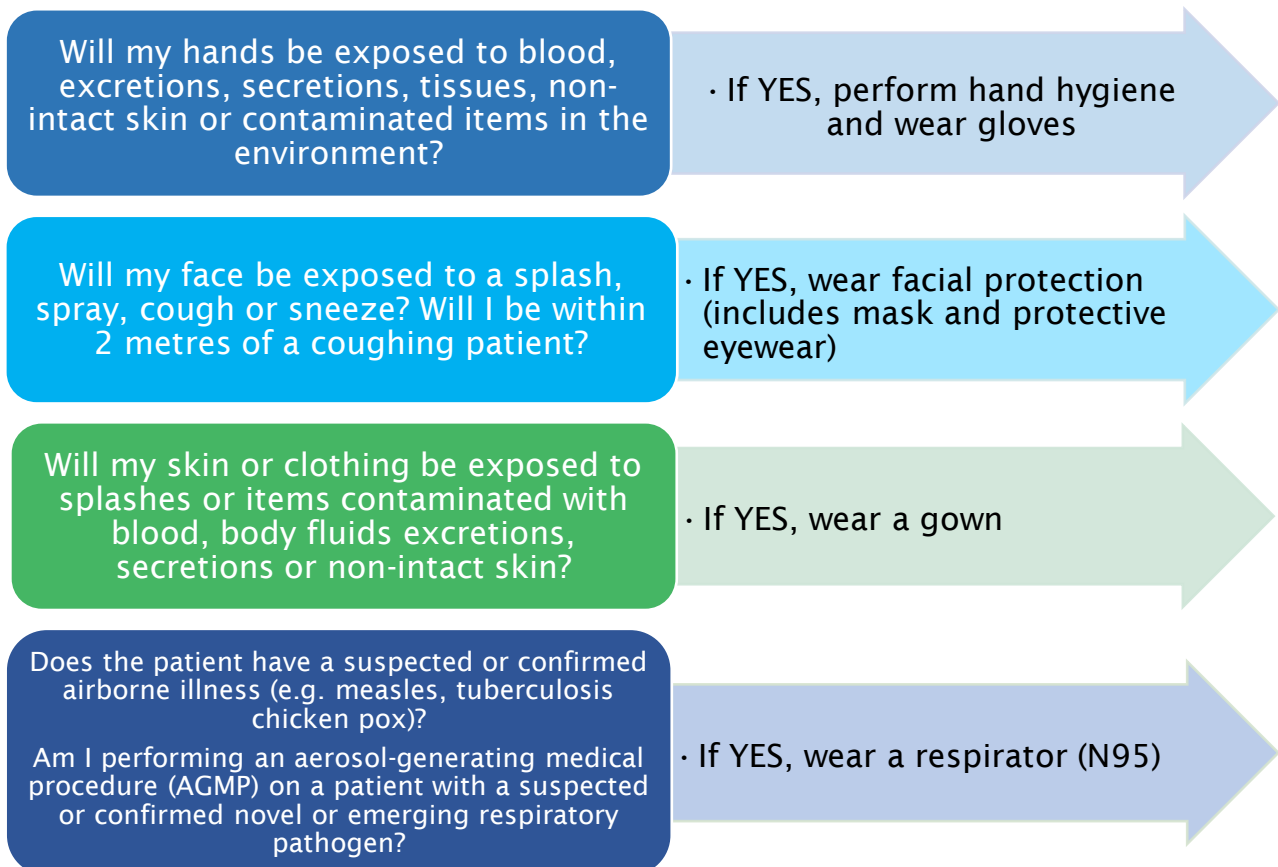 Will my hands be exposed to blood,
excretions, secretions, tissues, non-
intact skin or contaminated items in the
environment?
· If YES, perform hand hygiene
and wear gloves
Will my face be exposed to a splash,
spray, cough or sneeze? Will I be within
2 metres of a coughing patient?
· If YES, wear facial protection
(includes mask and protective
eyewear)
Will my skin or clothing be exposed to
splashes or items contaminated with
blood, body fluids excretions,
secretions or non-intact skin?
· If YES, wear a gown
Does the patient have a suspected or confirmed
airborne illness (e.g. measles, tuberculosis
chicken pox)?
Am I performing an aerosol-generating medical
procedure (AGMP) on a patient with a suspected
or confirmed novel or emerging respiratory
pathogen?
· If YES, wear a respirator (N95)